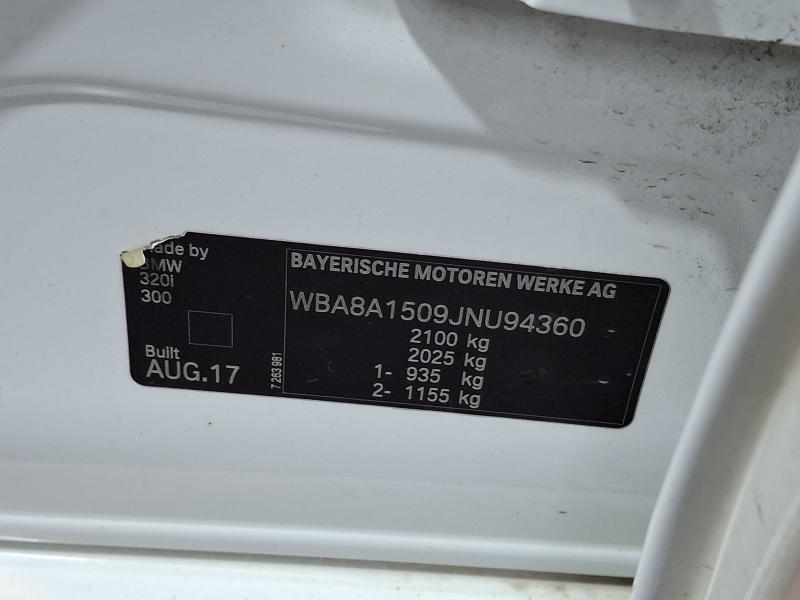 ade by
BMW
320i
300
Built
AUG.17
7 263 981
BAYERISCHE MOTOREN WERKE AG
WBA8A1509JNU94360
2100 kg
2025 kg
1- 935 kg
2- 1155 kg